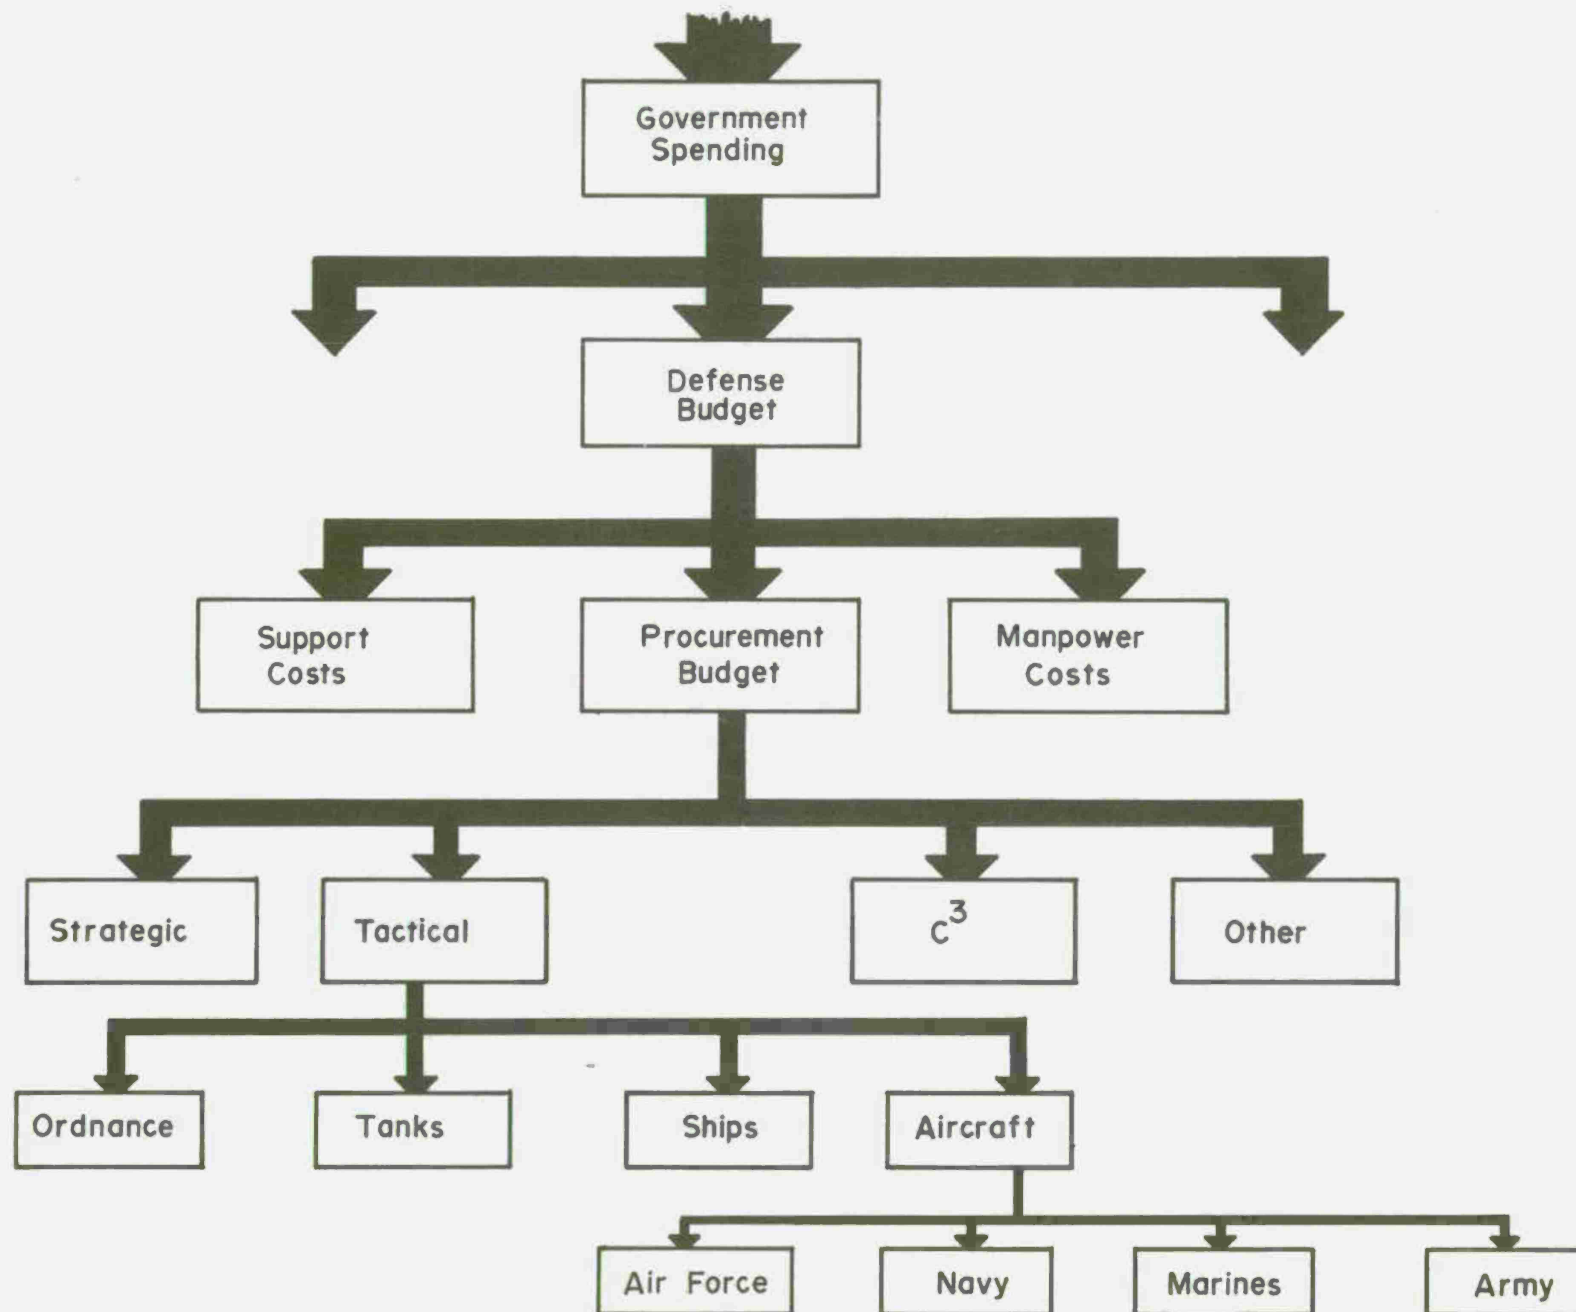 Government
Spending
Defense
Budget
Support
Costs
Procurement
Budget
Manpower
Costs
Strategic
Tactical
C³
Other
Ordnance
Tanks
Ships
Aircraft
Air Force
Navy
Marines
Army